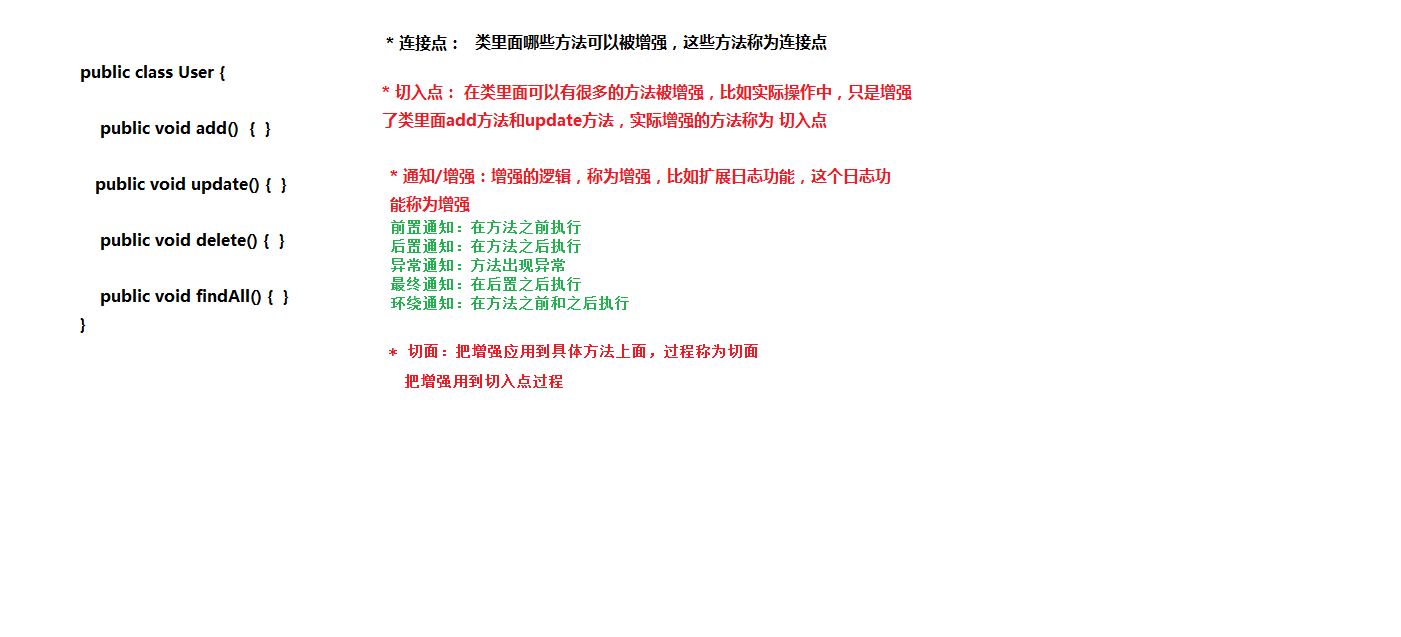 public class User {
public void add()  {  }
public void update() {  }
public void delete() {  }
public void findAll() {  }
}
* 连接点： 类里面哪些方法可以被增强，这些方法称为连接点
* 切入点： 在类里面可以有很多的方法被增强，比如实际操作中，只是增强
了类里面add方法和update方法，实际增强的方法称为 切入点
* 通知/增强：增强的逻辑，称为增强，比如扩展日志功能，这个日志功
能称为增强
前置通知：在方法之前执行
后置通知：在方法之后执行
异常通知：方法出现异常
最终通知：在后置之后执行
环绕通知：在方法之前和之后执行
* 切面：把增强应用到具体方法上面，过程称为切面
把增强用到切入点过程